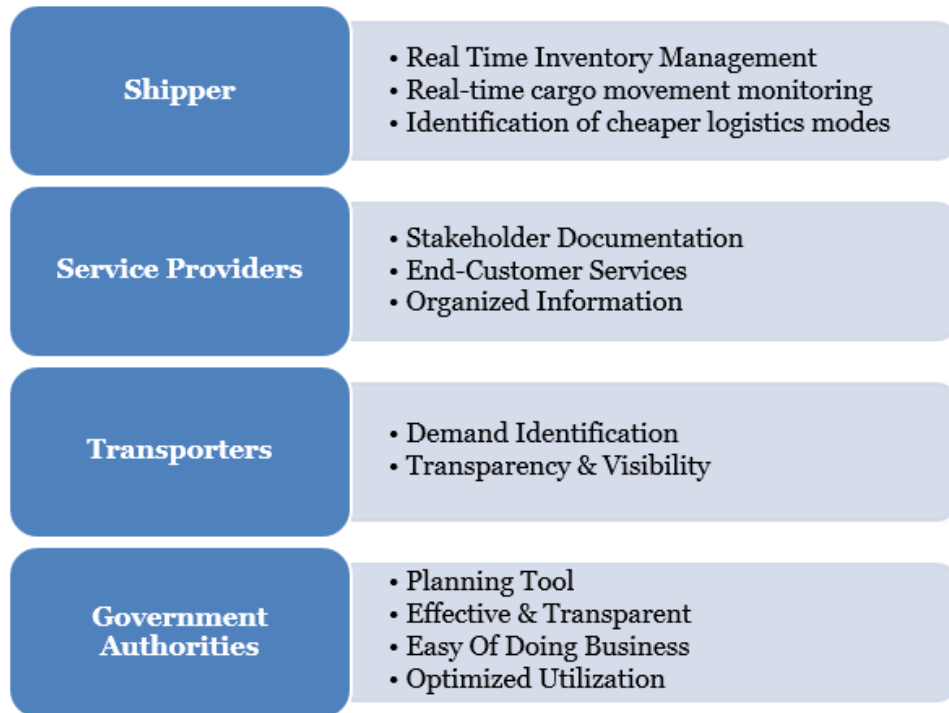 Shipper
• Real Time Inventory Management
• Real-time cargo movement monitoring
• Identification of cheaper logistics modes
Service Providers
• Stakeholder Documentation
• End-Customer Services
• Organized Information
Transporters
• Demand Identification
• Transparency & Visibility
Government
Authorities
• Planning Tool
• Effective & Transparent
• Easy Of Doing Business
• Optimized Utilization